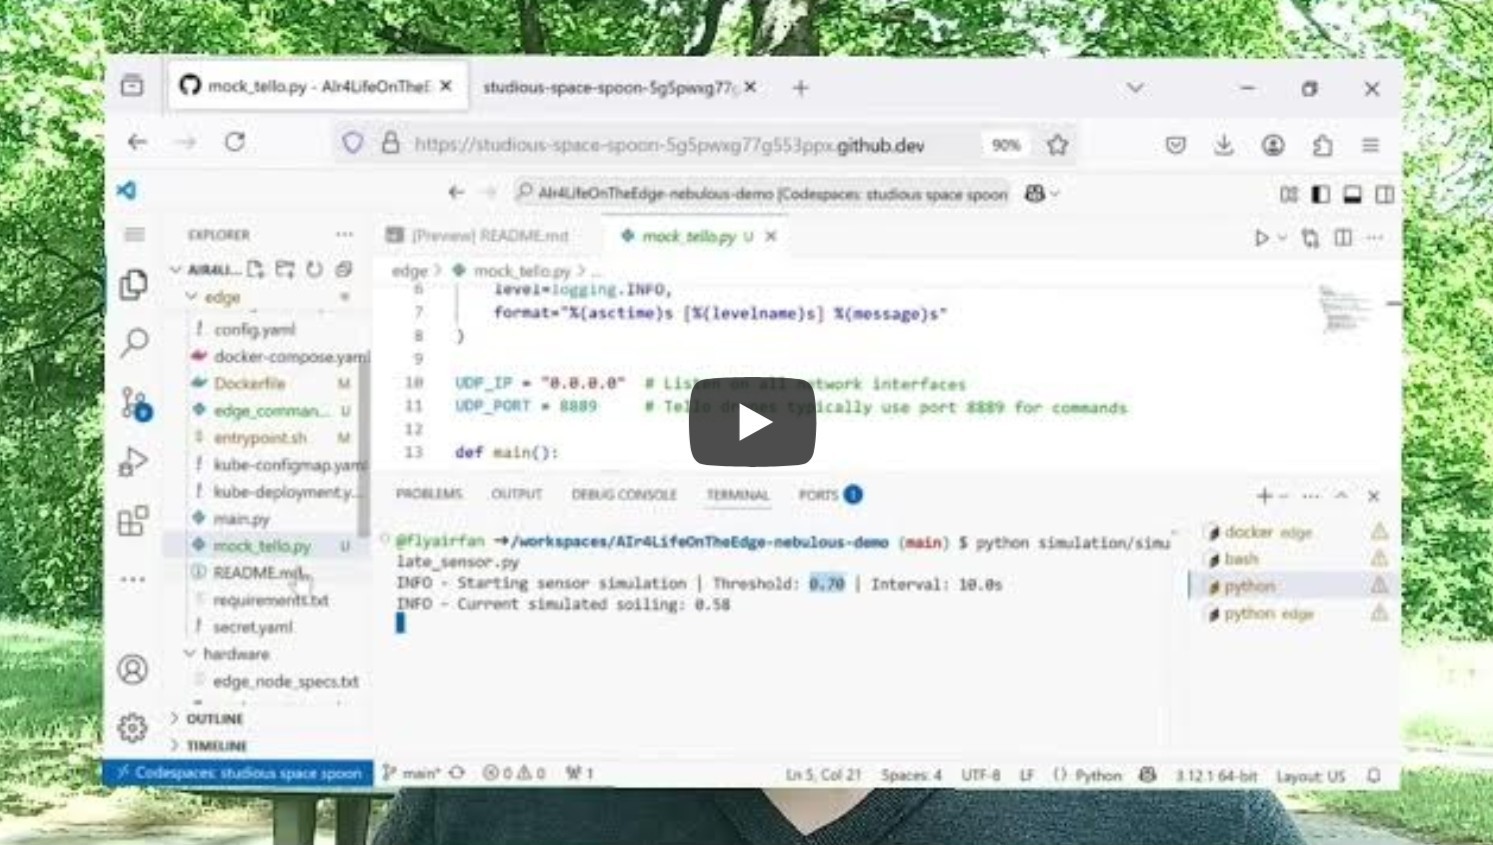 mock_tello.py - AIr4LifeOnTheE
studious-space-spoon-5g5pwxg77g
https://studious-space-spoon-5g5pwxg77g553ppx.github.dev
90%
AIr4LifeOnTheEdge-nebulous-demo [Codespaces: studious space spoon
EXPLORER
[Preview] README.md
mock_tello.py U
AIR4LI...
edge > mock_tello.py > ...
edge
config.yaml
docker-compose.yaml
Dockerfile M
edge_comman... U
entrypoint.sh M
kube-configmap.yaml
kube-deployment.y...
main.py
mock_tello.py U
README.md
requirements.txt
secret.yaml
hardware
edge_node_specs.txt
OUTLINE
TIMELINE
6 level=logging.INFO,
7 format="%(asctime)s [%(levelname)s] %(message)s"
8 )
9
10 UDP_IP = "0.0.0.0" # Listen on all network interfaces
11 UDP_PORT = 8889 # Tello drones typically use port 8889 for commands
12
13 def main():
PROBLEMS OUTPUT DEBUG CONSOLE TERMINAL PORTS 1
@flyairfan →/workspaces/AIr4LifeOnTheEdge-nebulous-demo (main) $ python simulation/simu
late_sensor.py
INFO - Starting sensor simulation | Threshold: 0.70 | Interval: 10.0s
INFO - Current simulated soiling: 0.58
docker edge
bash
python
python edge
Codespaces: studious space spoon
main* 0 0 1
Ln 5, Col 21 Spaces: 4 UTF-8 LF {} Python 3.12.1 64-bit Layout: US